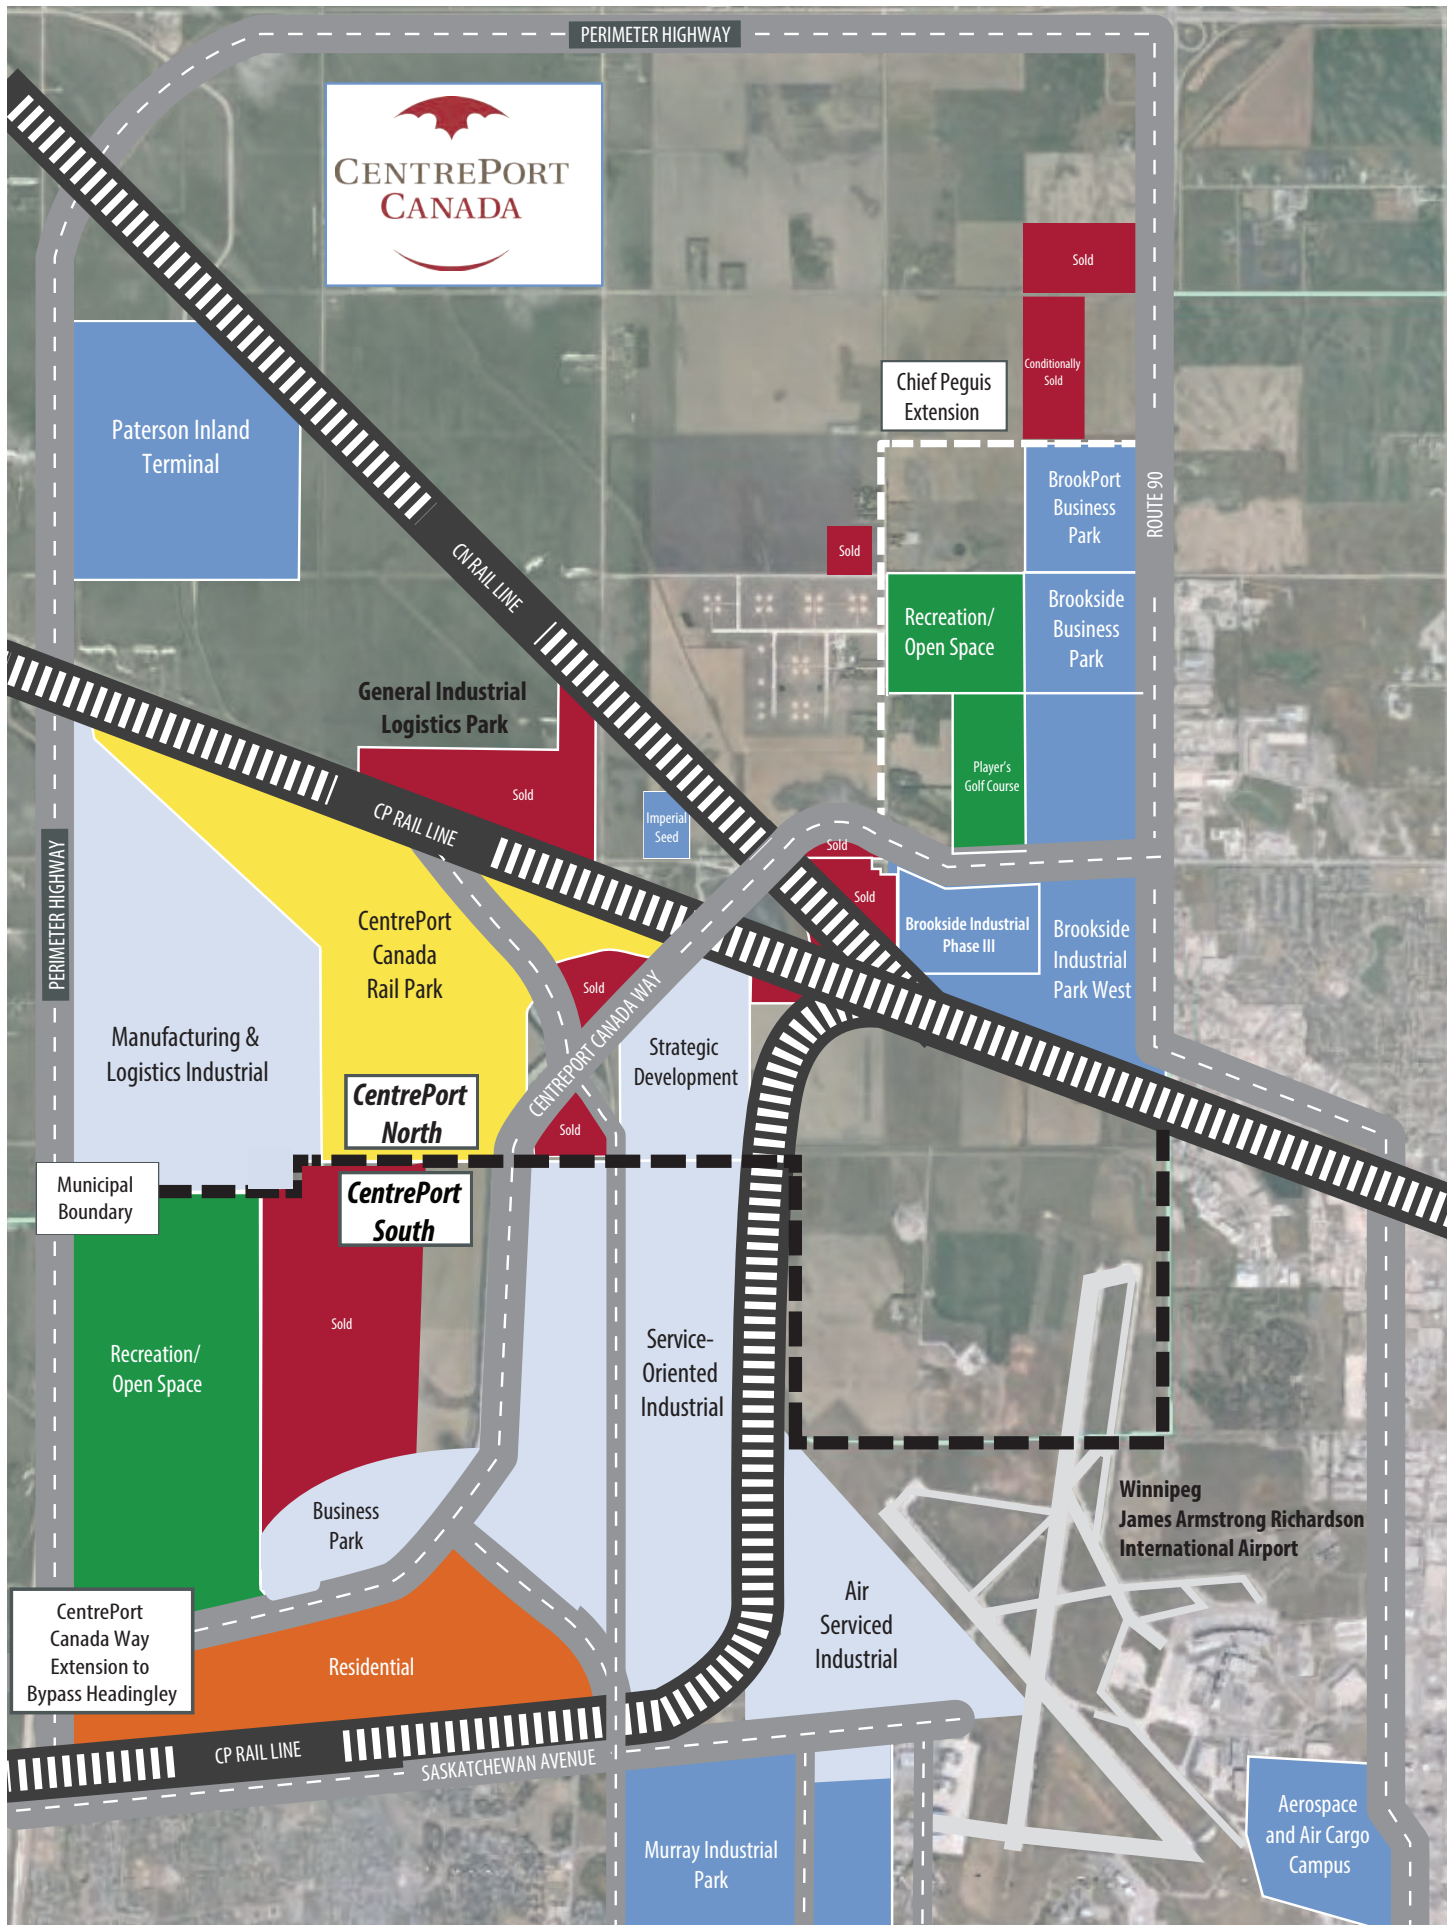 PERIMETER HIGHWAY
CENTREPORT
CANADA
Sold
Conditionally
Sold
Chief Peguis
Extension
Paterson Inland
Terminal
BrookPort
Business
Park
ROUTE 90
CN RAIL LINE
Sold
Recreation/
Open Space
Brookside
Business
Park
General Industrial
Logistics Park
Sold
Player's
Golf Course
Imperial
Seed
CP RAIL LINE
Sold
Sold
PERIMETER HIGHWAY
CentrePort
Canada
Rail Park
Brookside Industrial
Phase III
Brookside
Industrial
Park West
Sold
CENTREPORT CANADA WAY
Manufacturing &
Logistics Industrial
Strategic
Development
CentrePort
North
Sold
Municipal
Boundary
CentrePort
South
Sold
Recreation/
Open Space
Service-
Oriented
Industrial
Business
Park
Winnipeg
James Armstrong Richardson
International Airport
Air
Serviced
Industrial
CentrePort
Canada Way
Extension to
Bypass Headingley
Residential
CP RAIL LINE
SASKATCHEWAN AVENUE
Murray Industrial
Park
Aerospace
and Air Cargo
Campus